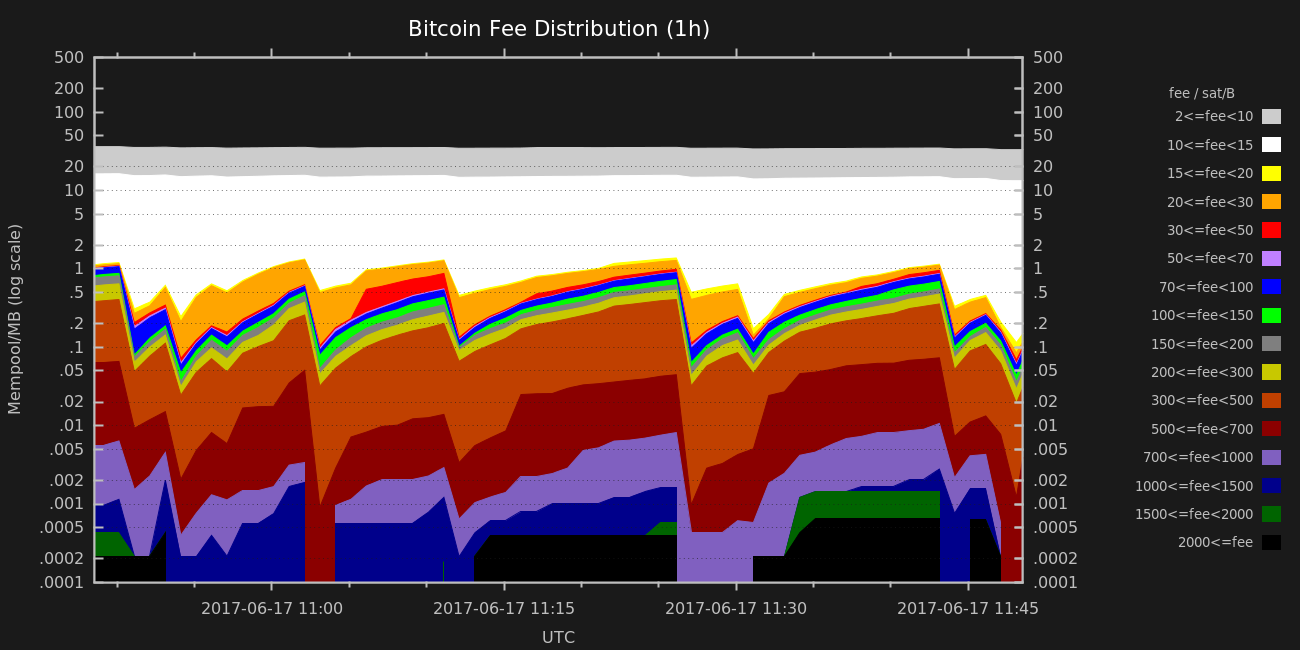 Bitcoin Fee Distribution (1h)
500 500
200 200
100 100
50 50
20 20
10 10
5 5
2 2
1 1
.5 .5
.2 .2
.1 .1
.05 .05
.02 .02
.01 .01
.005 .005
.002 .002
.001 .001
.0005 .0005
.0002 .0002
.0001 .0001
Mempool/MB (log scale)
2017-06-17 11:00 2017-06-17 11:15 2017-06-17 11:30 2017-06-17 11:45
UTC
fee / sat/B
2<=fee<10
10<=fee<15
15<=fee<20
20<=fee<30
30<=fee<50
50<=fee<70
70<=fee<100
100<=fee<150
150<=fee<200
200<=fee<300
300<=fee<500
500<=fee<700
700<=fee<1000
1000<=fee<1500
1500<=fee<2000
2000<=fee